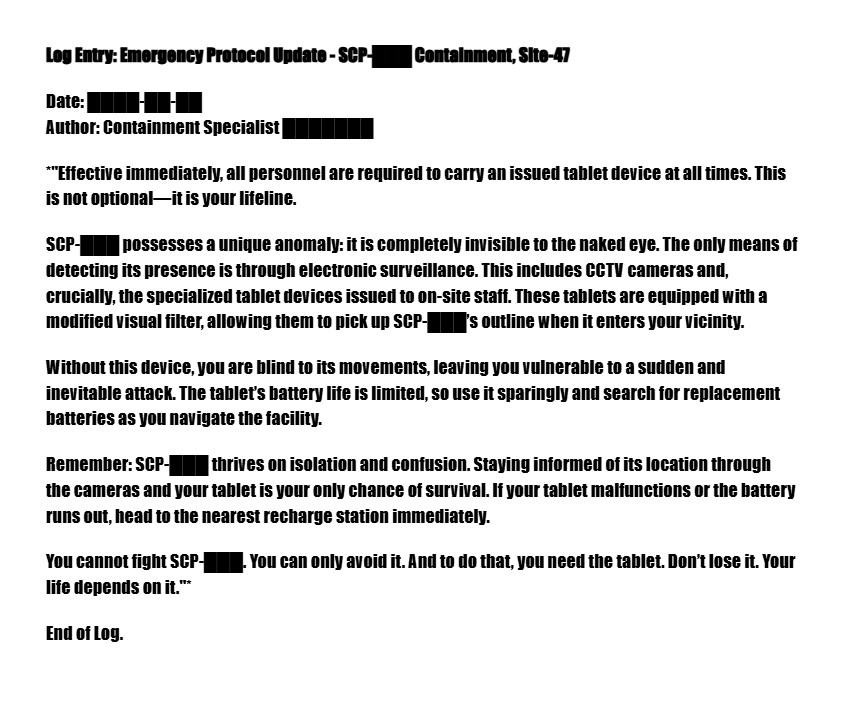 Log Entry: Emergency Protocol Update - SCP-███ Containment, Site-47
Date: ████-██-██
Author: Containment Specialist ███████
*"Effective immediately, all personnel are required to carry an issued tablet device at all times. This
is not optional—it is your lifeline.
SCP-███ possesses a unique anomaly: it is completely invisible to the naked eye. The only means of
detecting its presence is through electronic surveillance. This includes CCTV cameras and,
crucially, the specialized tablet devices issued to on-site staff. These tablets are equipped with a
modified visual filter, allowing them to pick up SCP-███’s outline when it enters your vicinity.
Without this device, you are blind to its movements, leaving you vulnerable to a sudden and
inevitable attack. The tablet’s battery life is limited, so use it sparingly and search for replacement
batteries as you navigate the facility.
Remember: SCP-███ thrives on isolation and confusion. Staying informed of its location through
the cameras and your tablet is your only chance of survival. If your tablet malfunctions or the battery
runs out, head to the nearest recharge station immediately.
You cannot fight SCP-███. You can only avoid it. And to do that, you need the tablet. Don’t lose it. Your
life depends on it."*
End of Log.